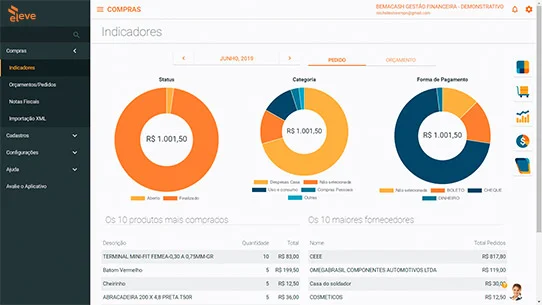 eleve
COMPRAS
BEMACASH GESTÃO FINANCEIRA - DEMONSTRATIVO
Compras
Indicadores
Orçamentos/Pedidos
Notas Fiscais
Importação XML
Cadastros
Configurações
Ajuda
Avalie o Aplicativo
Indicadores
JUNHO, 2019
PEDIDO
ORÇAMENTO
Status
R$ 1.001,50
Aberto
Finalizado
Categoria
R$ 1.001,50
Despesas Casa
Não selecionada
Uso e consumo
Compras Pessoais
Outras
Forma de Pagamento
R$ 1.001,50
Não selecionada
BOLETO
CHEQUE
DINHEIRO
Os 10 produtos mais comprados
Descrição Quantidade Total
TERMINAL MINI-FIT FEMEA-0,30 A 0,75MM-GR 10 R$ 83,00
Batom Vermelho 5 R$ 199,50
Cheirinho 5 R$ 12,50
ABRACADEIRA 200 X 4,8 PRETA T50R 5 R$ 36,00
Os 10 maiores fornecedores
Nome Total Pedidos
CEEE R$ 817,80
OMEGABRASIL COMPONENTES AUTOMOTIVOS LTDA R$ 119,00
Casa do soldador R$ 30,00
COSMETICOS R$ 12,50